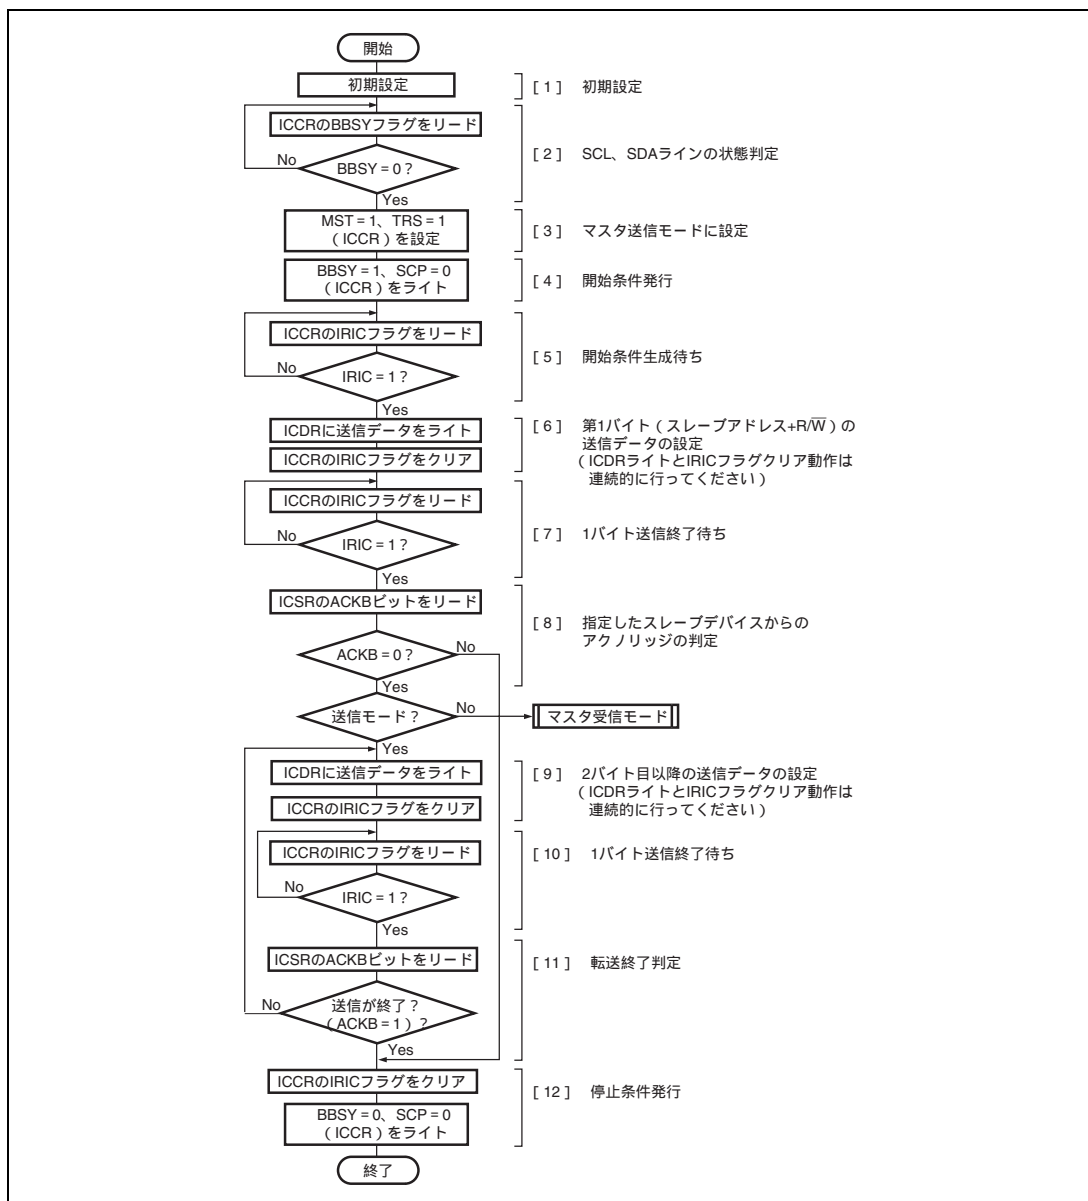 開始
初期設定
[1] 初期設定
ICCRのBBSYフラグをリード
No
BBSY=0?
[2] SCL、SDAラインの状態判定
Yes
MST=1、TRS=1
(ICCR)を設定
[3] マスタ送信モードに設定
BBSY=1、SCP=0
(ICCR)をライト
[4] 開始条件発行
ICCRのIRICフラグをリード
No
IRIC=1?
[5] 開始条件生成待ち
Yes
ICDRに送信データをライト
ICCRのIRICフラグをクリア
[6] 第1バイト(スレーブアドレス+R/W̅)の
送信データの設定
(ICDRライトとIRICフラグクリア動作は
連続的に行ってください)
ICCRのIRICフラグをリード
No
IRIC=1?
[7] 1バイト送信終了待ち
Yes
ICSRのACKBビットをリード
[8] 指定したスレーブデバイスからの
アクノリッジの判定
ACKB=0?
No
Yes
送信モード?
No
マスタ受信モード
Yes
ICDRに送信データをライト
ICCRのIRICフラグをクリア
[9] 2バイト目以降の送信データの設定
(ICDRライトとIRICフラグクリア動作は
連続的に行ってください)
ICCRのIRICフラグをリード
[10] 1バイト送信終了待ち
No
IRIC=1?
Yes
ICSRのACKBビットをリード
[11] 転送終了判定
No
送信が終了?
(ACKB=1)?
Yes
ICCRのIRICフラグをクリア
[12] 停止条件発行
BBSY=0、SCP=0
(ICCR)をライト
終了